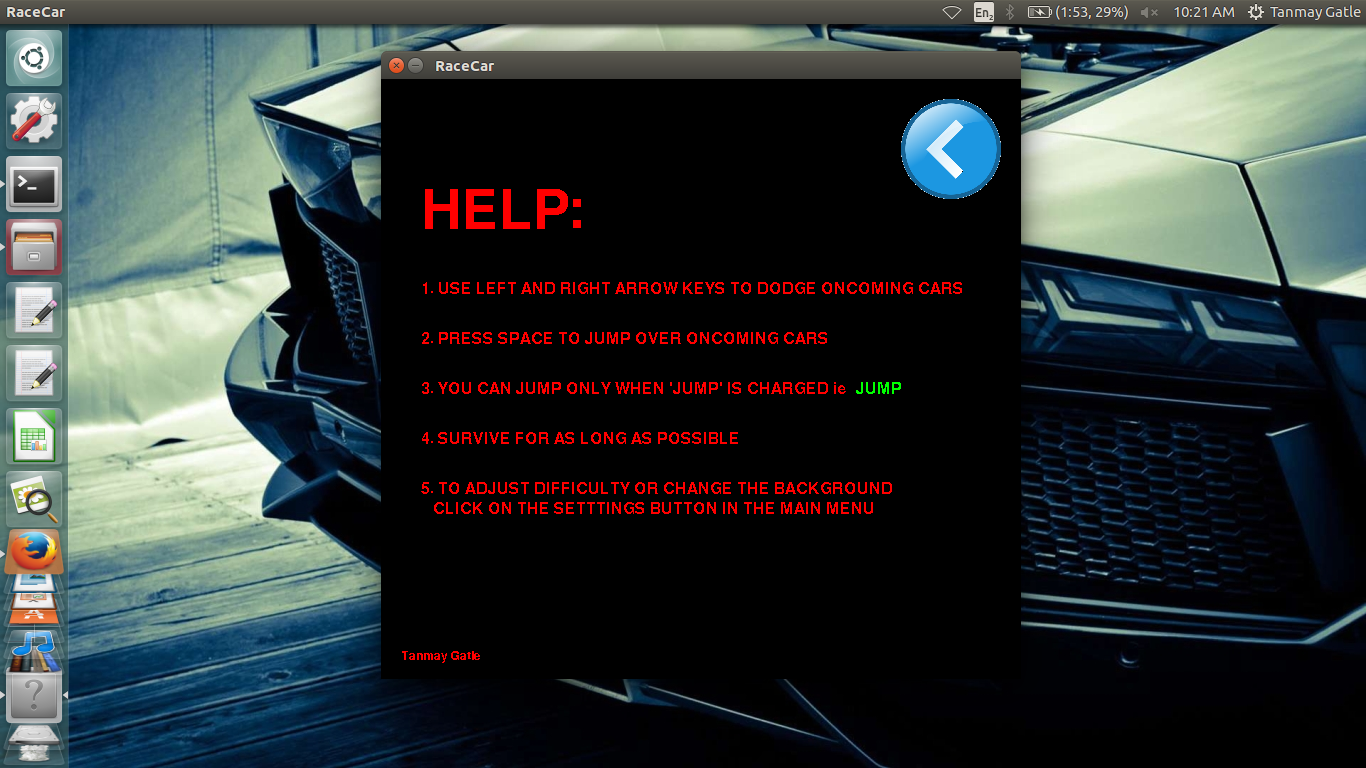 RaceCar
En2
(1:53, 29%)
10:21 AM
Tanmay Gatle
RaceCar
HELP:
1. USE LEFT AND RIGHT ARROW KEYS TO DODGE ONCOMING CARS
2. PRESS SPACE TO JUMP OVER ONCOMING CARS
3. YOU CAN JUMP ONLY WHEN 'JUMP' IS CHARGED ie JUMP
4. SURVIVE FOR AS LONG AS POSSIBLE
5. TO ADJUST DIFFICULTY OR CHANGE THE BACKGROUND
CLICK ON THE SETTTINGS BUTTON IN THE MAIN MENU
Tanmay Gatle